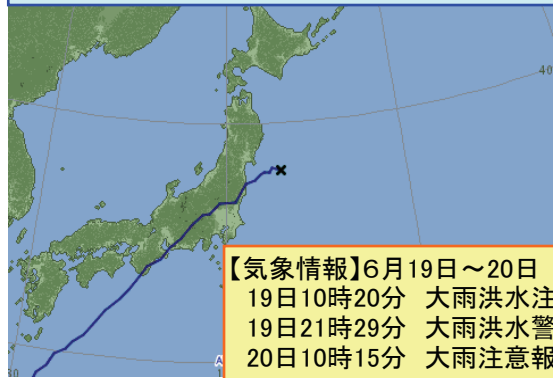 40
【気象情報】6月19日～20日
19日10時20分 大雨洪水注
19日21時29分 大雨洪水警
20日10時15分 大雨注意報
30